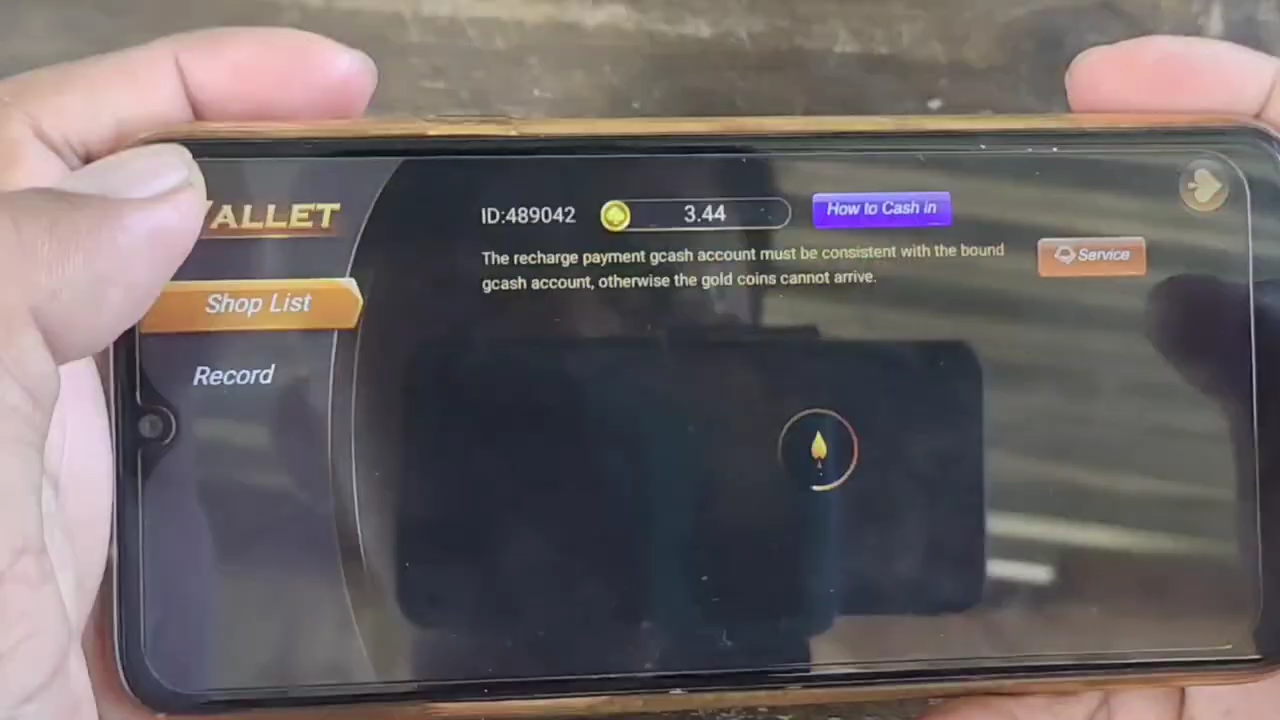 WALLET
ID:489042
3.44
How to Cash in
The recharge payment gcash account must be consistent with the bound
gcash account, otherwise the gold coins cannot arrive.
Service
Shop List
Record